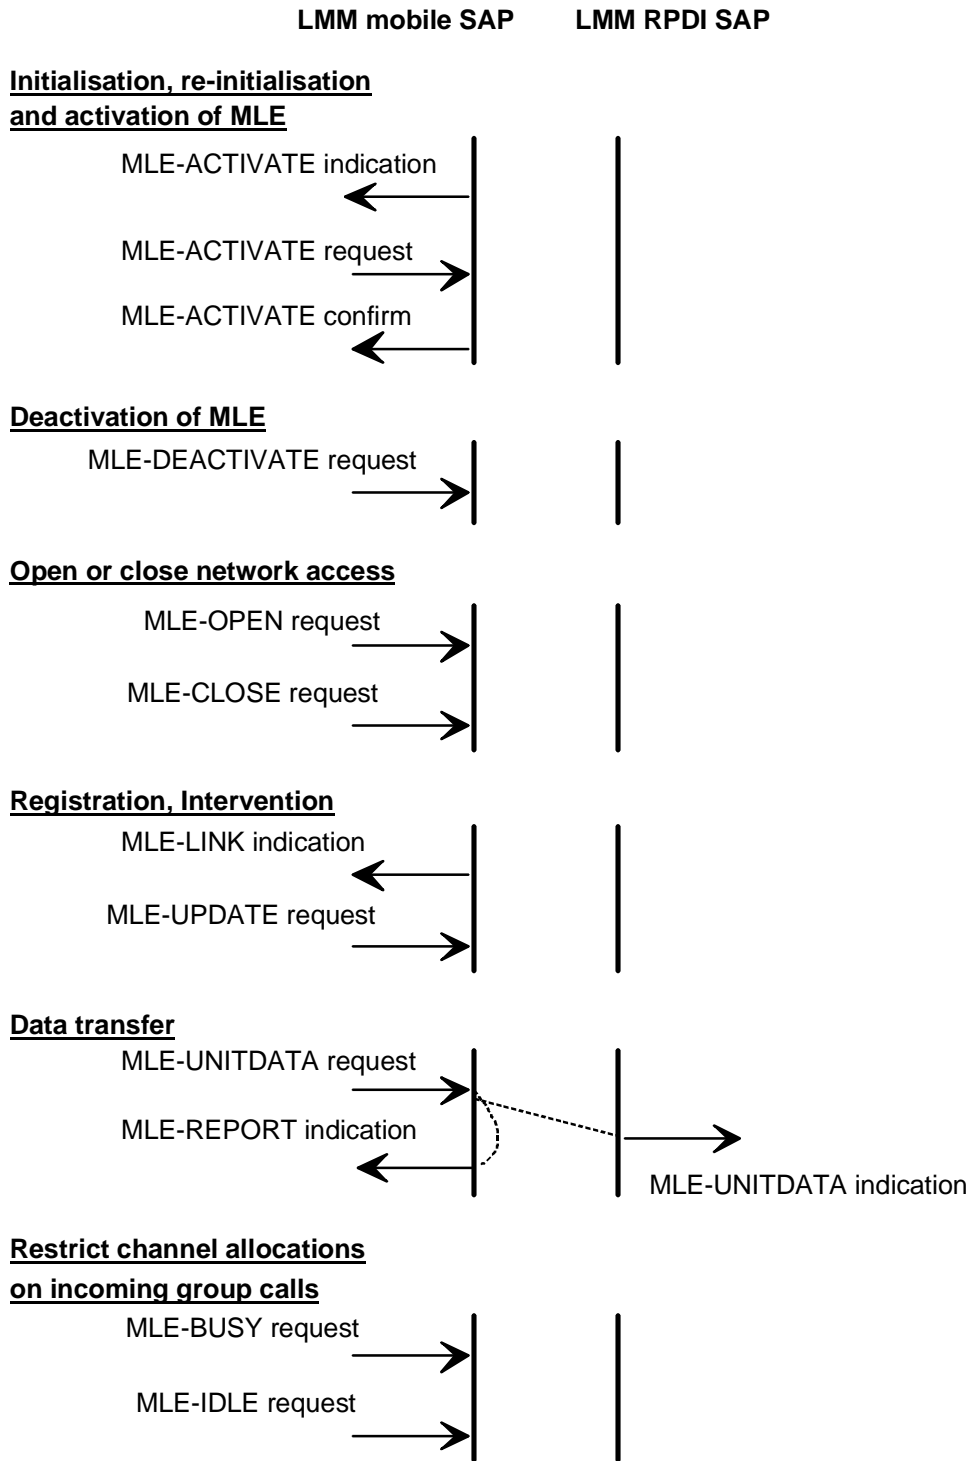 LMM mobile SAP LMM RPDI SAP
Initialisation, re-initialisation
and activation of MLE
MLE-ACTIVATE indication
MLE-ACTIVATE request
MLE-ACTIVATE confirm
Deactivation of MLE
MLE-DEACTIVATE request
Open or close network access
MLE-OPEN request
MLE-CLOSE request
Registration, Intervention
MLE-LINK indication
MLE-UPDATE request
Data transfer
MLE-UNITDATA request
MLE-REPORT indication
MLE-UNITDATA indication
Restrict channel allocations
on incoming group calls
MLE-BUSY request
MLE-IDLE request